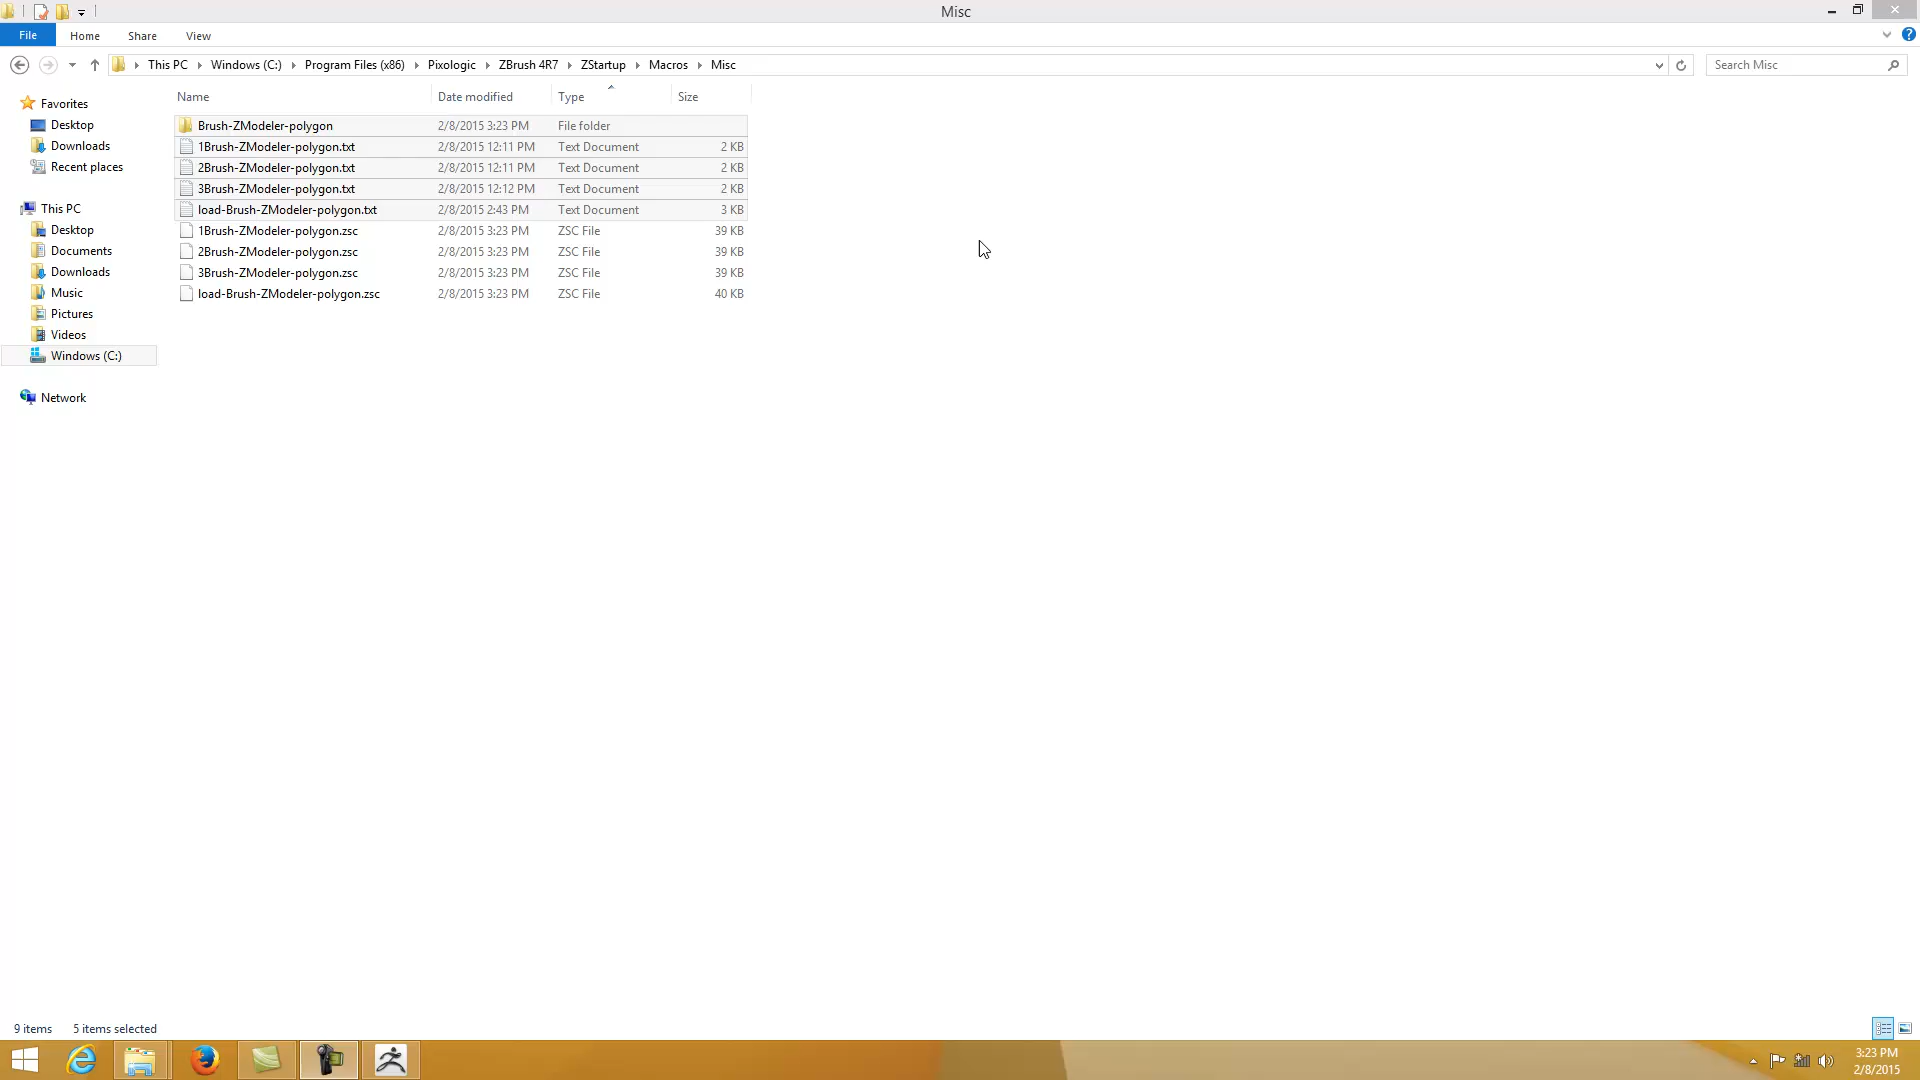 Misc
File Home Share View
This PC Windows (C:) Program Files (x86) Pixologic ZBrush 4R7 ZStartup Macros Misc Search Misc
Name Date modified Type Size
Favorites
Desktop
Downloads
Recent places
This PC
Desktop
Documents
Downloads
Music
Pictures
Videos
Windows (C:)
Network
Brush-ZModeler-polygon 2/8/2015 3:23 PM File folder
1Brush-ZModeler-polygon.txt 2/8/2015 12:11 PM Text Document 2 KB
2Brush-ZModeler-polygon.txt 2/8/2015 12:11 PM Text Document 2 KB
3Brush-ZModeler-polygon.txt 2/8/2015 12:12 PM Text Document 2 KB
load-Brush-ZModeler-polygon.txt 2/8/2015 2:43 PM Text Document 3 KB
1Brush-ZModeler-polygon.zsc 2/8/2015 3:23 PM ZSC File 39 KB
2Brush-ZModeler-polygon.zsc 2/8/2015 3:23 PM ZSC File 39 KB
3Brush-ZModeler-polygon.zsc 2/8/2015 3:23 PM ZSC File 39 KB
load-Brush-ZModeler-polygon.zsc 2/8/2015 3:23 PM ZSC File 40 KB
9 items 5 items selected
3:23 PM
2/8/2015